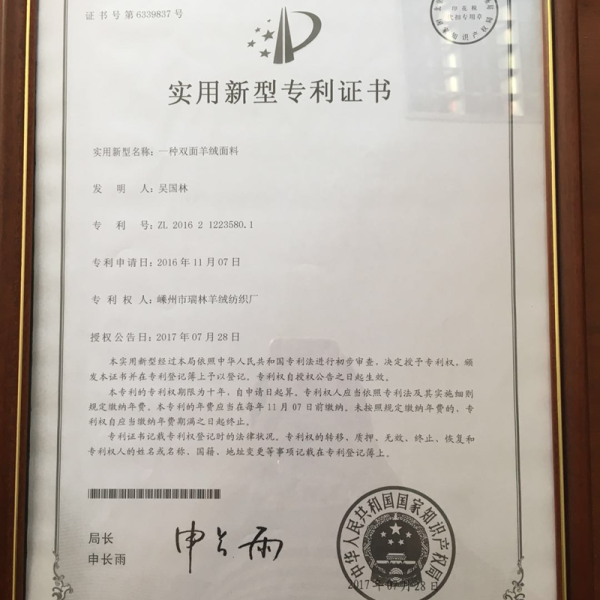 证书号第6339837号
实用新型专利证书
实用新型名称：一种双面羊绒面料
发 明 人：吴国林
专 利 号：ZL 2016 2 1223580.1
专利申请日：2016年11月07日
专 利 权 人：嵊州市瑞林羊绒纺织厂
授权公告日：2017年07月28日
本实用新型经过本局依照中华人民共和国专利法进行初步审查，决定授予专利权，颁
发本证书并在专利登记簿上予以登记。专利权自授权公告之日起生效。
本专利的专利权期限为十年，自申请日起算。专利权人应当依照专利法及其实施细则
规定缴纳年费。本专利的年费应当在每年11月07日前缴纳。未按照规定缴纳年费的，专
利权自应当缴纳年费期满之日起终止。
专利证书记载专利权登记时的法律状况。专利权的转移、质押、无效、终止、恢复和
专利权人的姓名或名称、国籍、地址变更等事项记载在专利登记簿上。
局长
申长雨
申长雨
中华人民共和国国家知识产权局
2017年07月28日